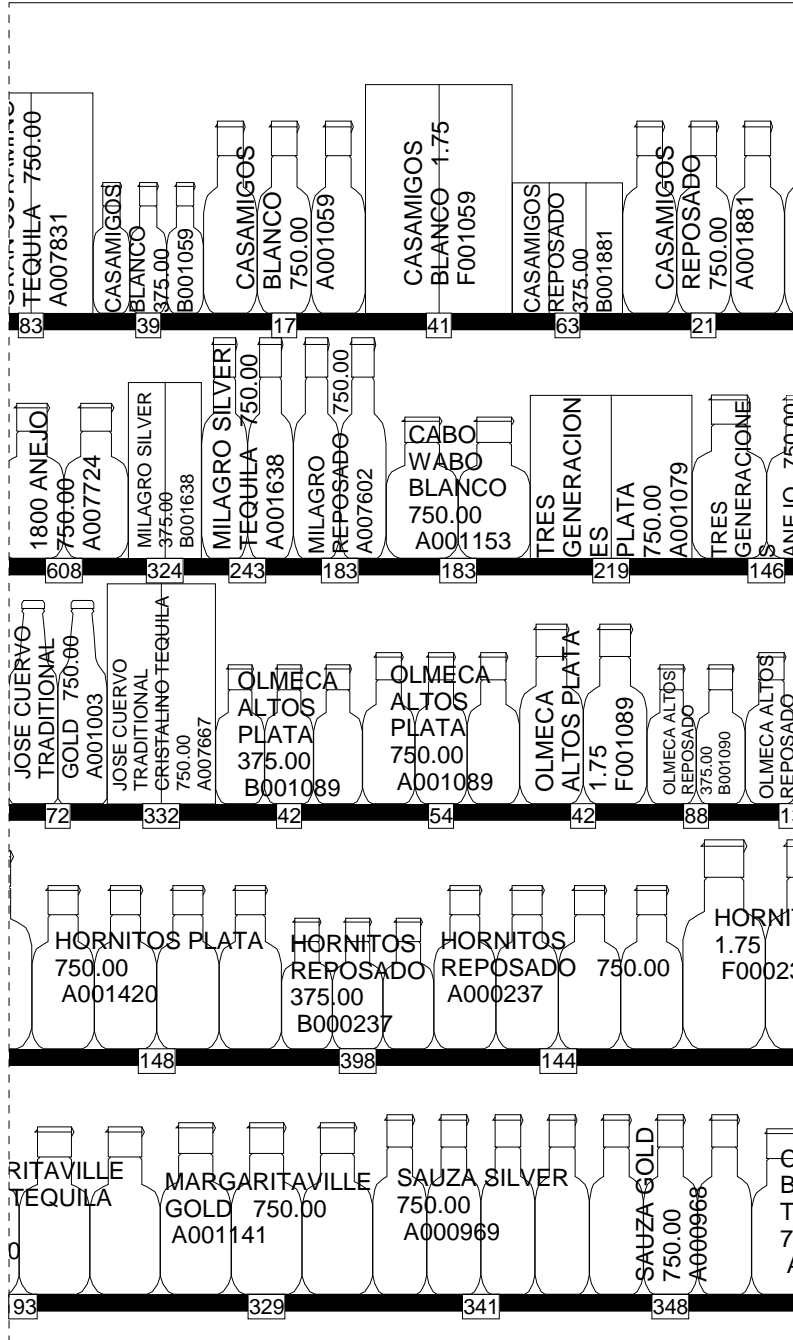 TEQUILA 750.00
A007831
CASAMIGOS
BLANCO
375.00
B001059
CASAMIGOS
BLANCO
750.00
A001059
CASAMIGOS
BLANCO 1.75
F001059
CASAMIGOS
REPOSADO
375.00
B001881
CASAMIGOS
REPOSADO
750.00
A001881
83
39
17
41
63
21
1800 ANEJO
750.00
A007724
MILAGRO SILVER
375.00
B001638
MILAGRO SILVER
TEQUILA 750.00
A001638
MILAGRO
REPOSADO 750.00
A007602
CABO
WABO
BLANCO
750.00
A001153
TRES
GENERACION
ES
PLATA
750.00
A001079
TRES
GENERACIONE
S
ANEJO 750.00
608
324
243
183
183
219
146
JOSE CUERVO
TRADITIONAL
GOLD 750.00
A001003
JOSE CUERVO
TRADITIONAL
CRISTALINO TEQUILA
750.00
A007667
OLMECA
ALTOS
PLATA
375.00
B001089
OLMECA
ALTOS
PLATA
750.00
A001089
OLMECA
ALTOS PLATA
1.75
F001089
OLMECA ALTOS
REPOSADO
375.00
B001090
OLMECA ALTOS
REPOSADO
72
332
42
54
42
88
HORNITOS PLATA
750.00
A001420
HORNITOS
REPOSADO
375.00
B000237
HORNITOS
REPOSADO 750.00
A000237
HORNIT
1.75
F00023
148
398
144
RITAVILLE
TEQUILA
0
MARGARITAVILLE
GOLD 750.00
A001141
SAUZA SILVER
750.00
A000969
SAUZA GOLD
750.00
A000968
93
329
341
348